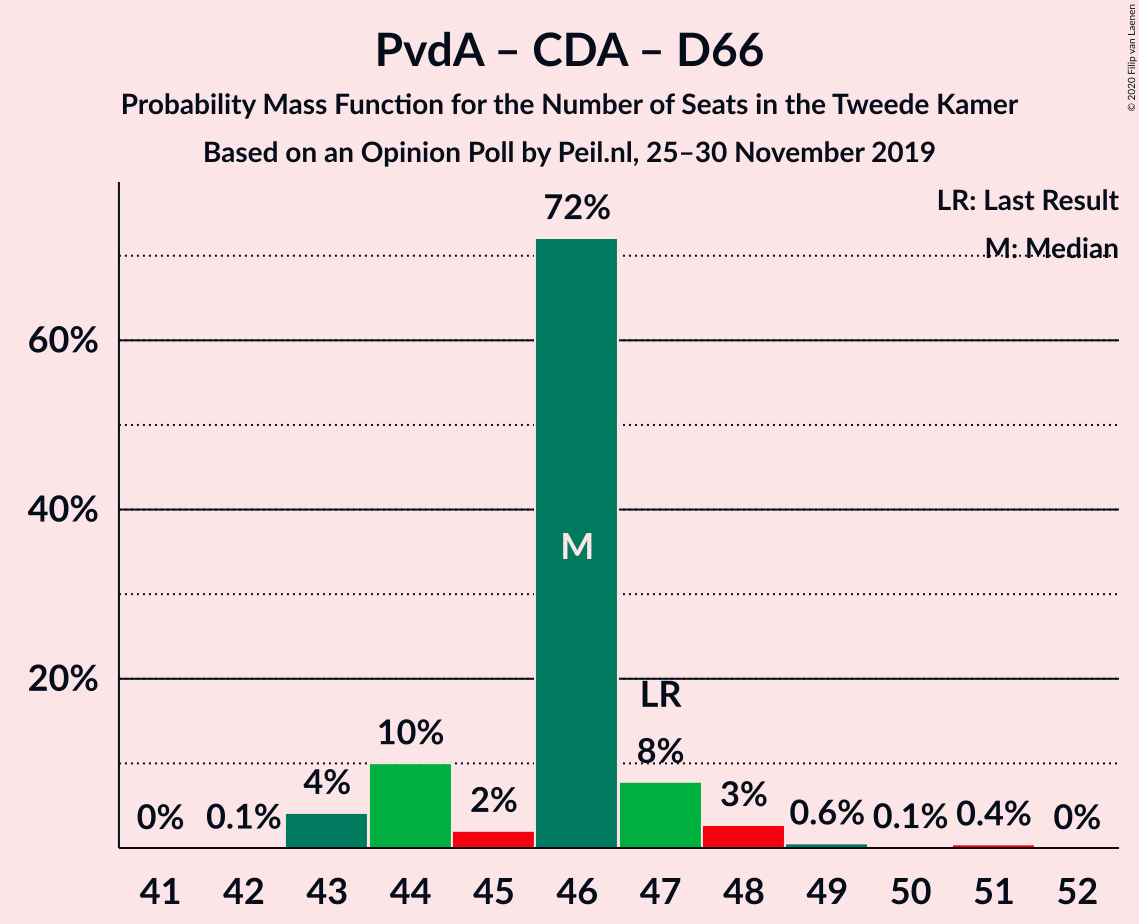 © 2020 Filip van Laenen
PvdA – CDA – D66
Probability Mass Function for the Number of Seats in the Tweede Kamer
Based on an Opinion Poll by Peil.nl, 25–30 November 2019
LR: Last Result
M: Median
72%
60%
40%
M
20%
LR
10%
8%
4%
3%
2%
0% 0.1% 0.6% 0.1% 0.4% 0%
41 42 43 44 45 46 47 48 49 50 51 52